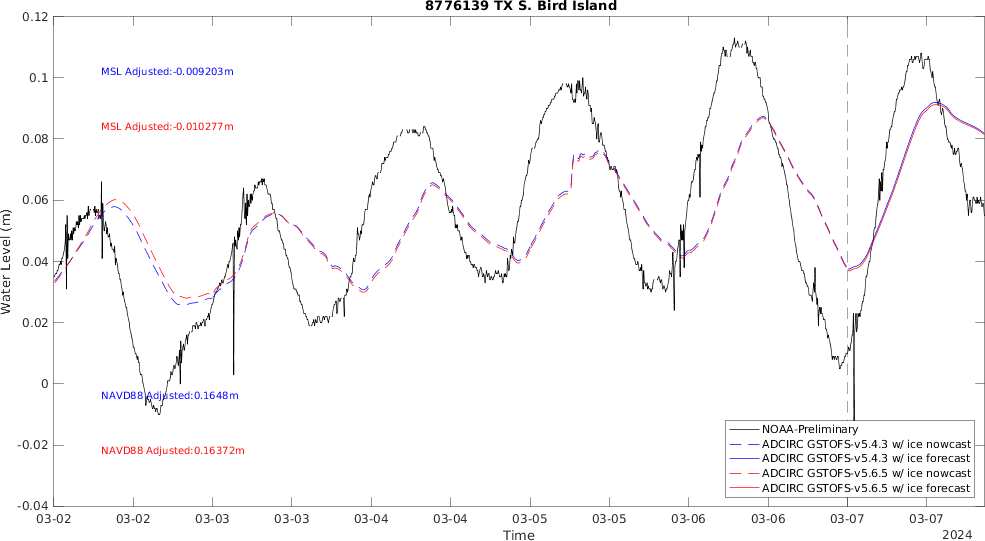 8776139 TX S. Bird Island
0.12
0.1
0.08
0.06
0.04
0.02
0
-0.02
-0.04
Water Level (m)
MSL Adjusted:-0.009203m
MSL Adjusted:-0.010277m
NAVD88 Adjusted:0.1648m
NAVD88 Adjusted:0.16372m
NOAA-Preliminary
ADCIRC GSTOFS-v5.4.3 w/ ice nowcast
ADCIRC GSTOFS-v5.4.3 w/ ice forecast
ADCIRC GSTOFS-v5.6.5 w/ ice nowcast
ADCIRC GSTOFS-v5.6.5 w/ ice forecast
03-02 03-02 03-03 03-03 03-04 03-04 03-05 03-05 03-06 03-06 03-07 03-07
Time
2024